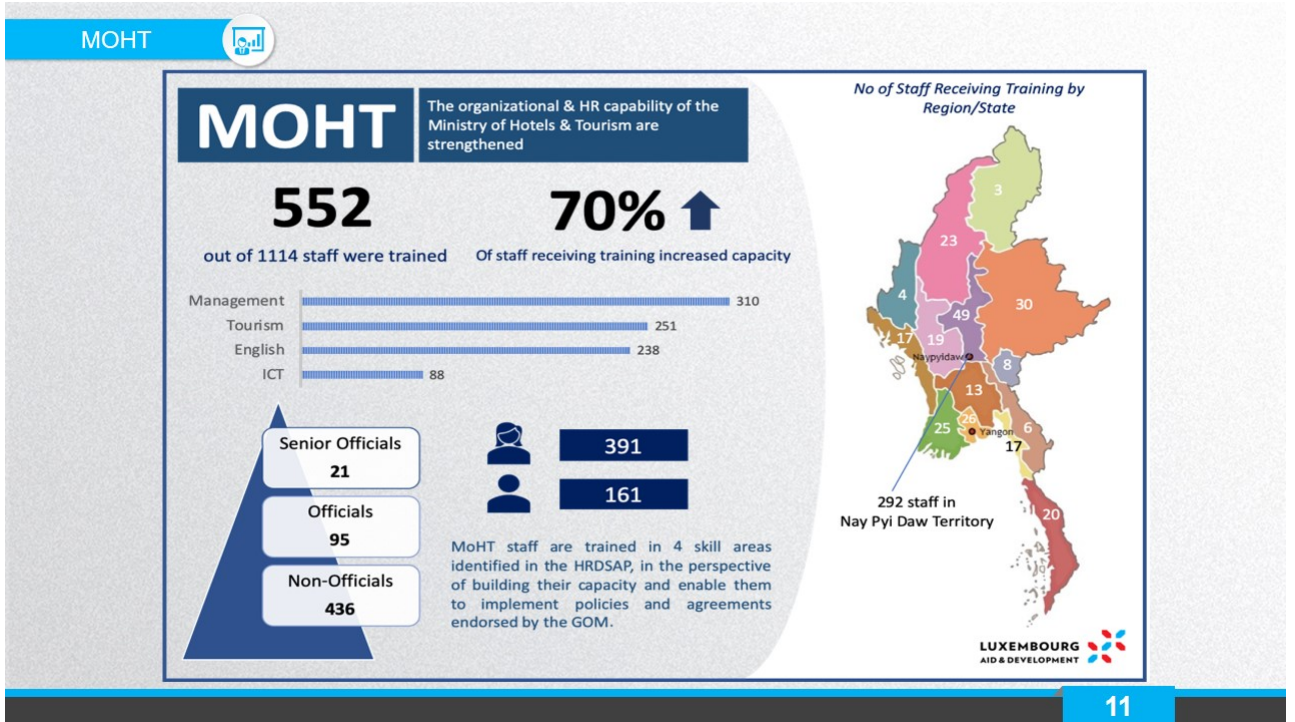 MOHT
MOHT
The organizational & HR capability of the
Ministry of Hotels & Tourism are
strengthened
552
out of 1114 staff were trained
70%
Of staff receiving training increased capacity
Management 310
Tourism 251
English 238
ICT 88
Senior Officials
21
Officials
95
Non-Officials
436
391
161
MoHT staff are trained in 4 skill areas
identified in the HRDSAP, in the perspective
of building their capacity and enable them
to implement policies and agreements
endorsed by the GOM.
No of Staff Receiving Training by
Region/State
3
23
4
30
49
17
19
Naypyidaw
8
13
26
25
Yangon
6
17
292 staff in
Nay Pyi Daw Territory
20
LUXEMBOURG
AID & DEVELOPMENT
11